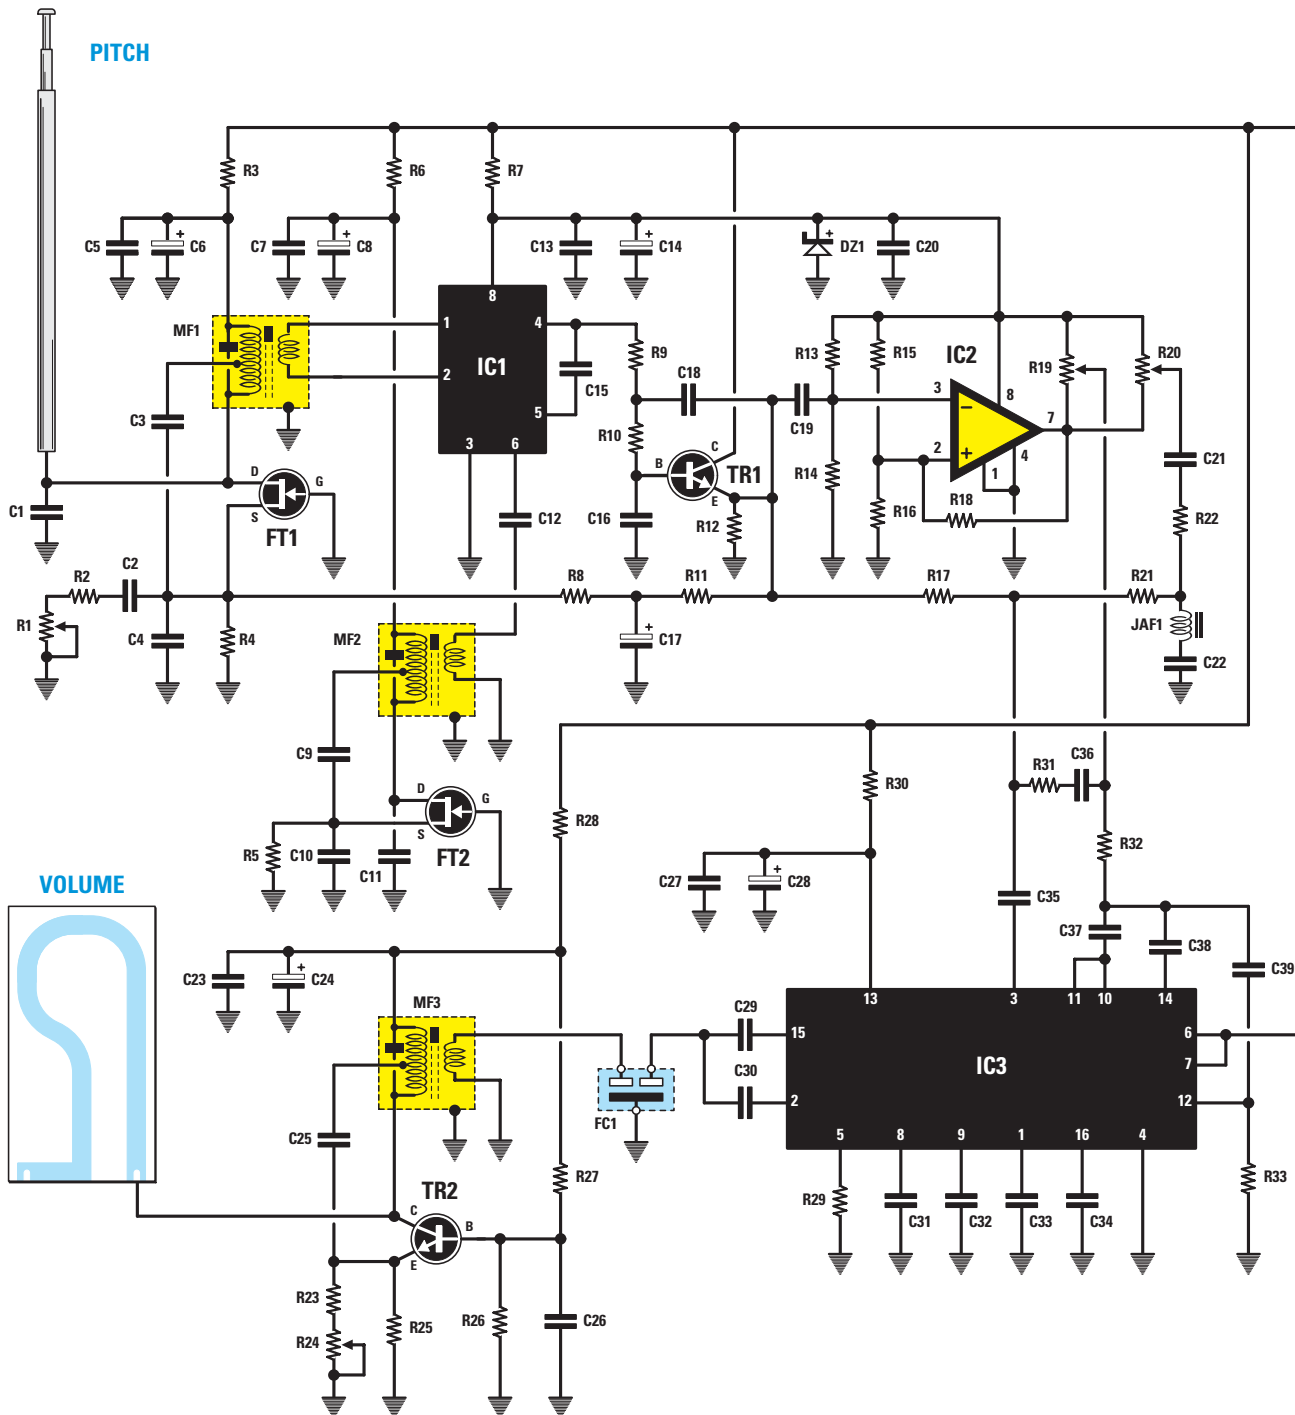 PITCH
R3
R6
R7
C5
+
C6
C7
+
C8
C13
+
C14
+
DZ1
C20
MF1
8
1
4
2
5
3
6
IC1
R9
C15
C18
R10
B
C
E
TR1
R13
R15
IC2
R19
R20
3
8
7
2
4
1
−
+
C19
R14
R16
R18
C21
R22
C3
C1
D
G
S
FT1
C12
C16
R12
R2
C2
R1
C4
R4
R8
R11
R17
R21
+
C17
JAF1
C22
MF2
C9
D
G
S
FT2
R5
C10
C11
R28
R30
R31
C36
R32
C27
+
C28
C35
C37
C38
C39
VOLUME
C23
+
C24
MF3
C29
C30
FC1
13
3
11
10
14
15
6
7
2
12
IC3
5
8
9
1
16
4
C25
R27
R29
C31
C32
C33
C34
R33
TR2
C
B
E
R23
R24
R25
R26
C26